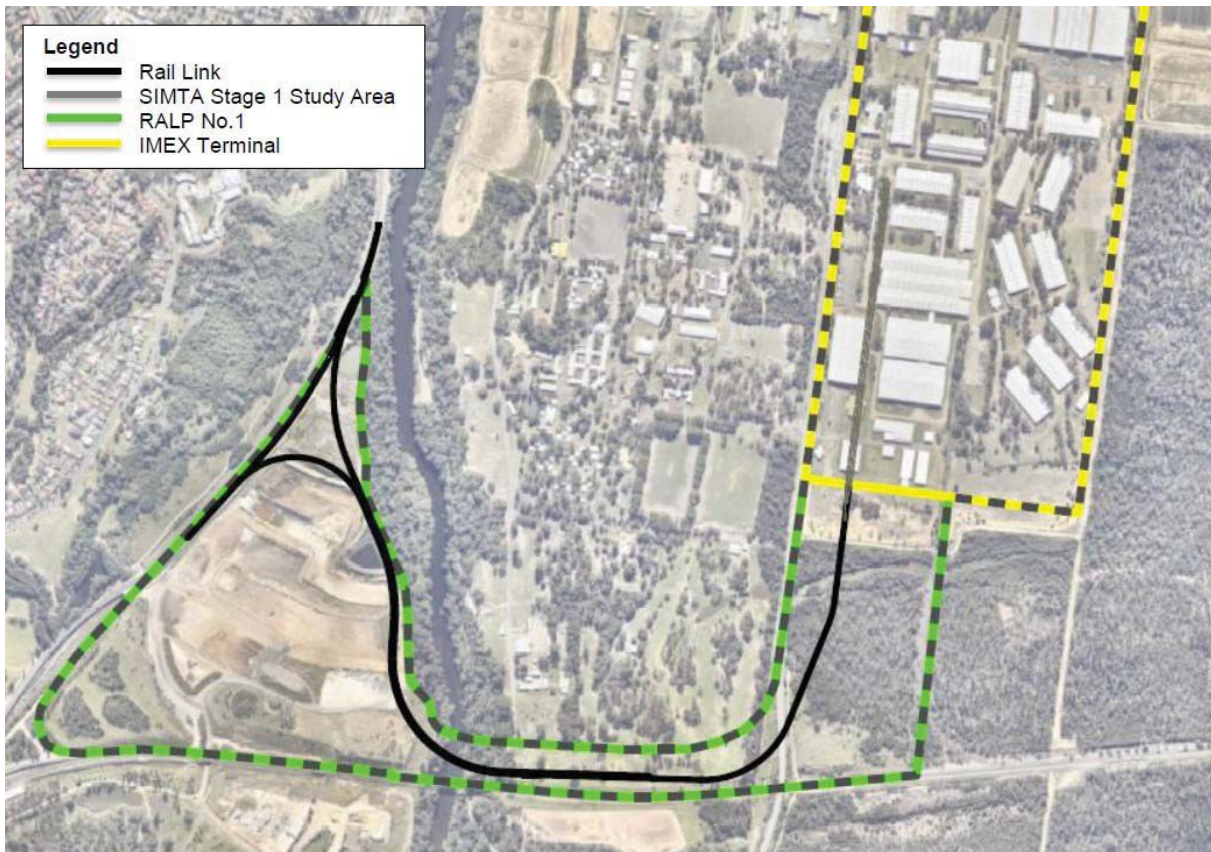 Legend
Rail Link
SIMTA Stage 1 Study Area
RALP No.1
IMEX Terminal